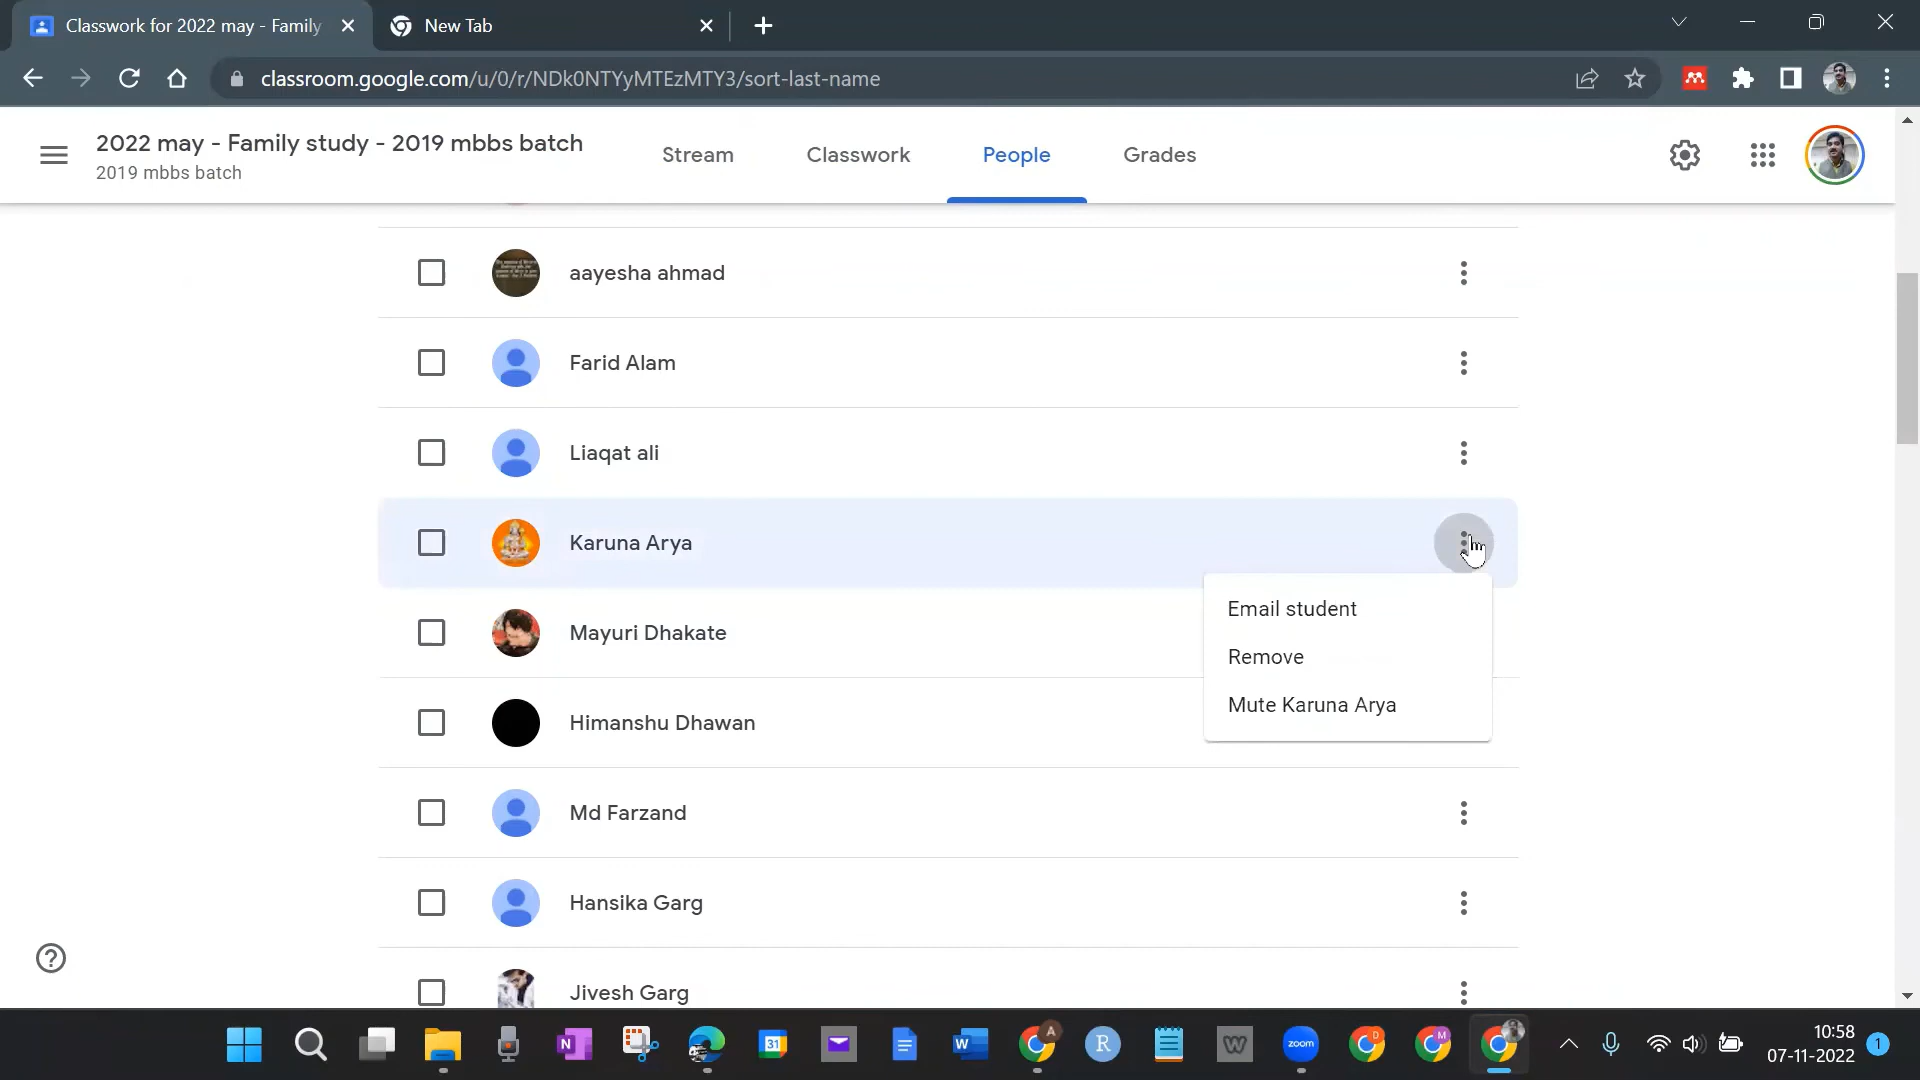 Classwork for 2022 may - Family
New Tab
classroom.google.com/u/0/r/NDk0NTYyMTEzMTY3/sort-last-name
2022 may - Family study - 2019 mbbs batch
2019 mbbs batch
Stream
Classwork
People
Grades
aayesha ahmad
Farid Alam
Liaqat ali
Karuna Arya
Email student
Mayuri Dhakate
Remove
Mute Karuna Arya
Himanshu Dhawan
Md Farzand
Hansika Garg
Jivesh Garg
N
31
W
A
R
W
zoom
D
M
10:58
07-11-2022
1